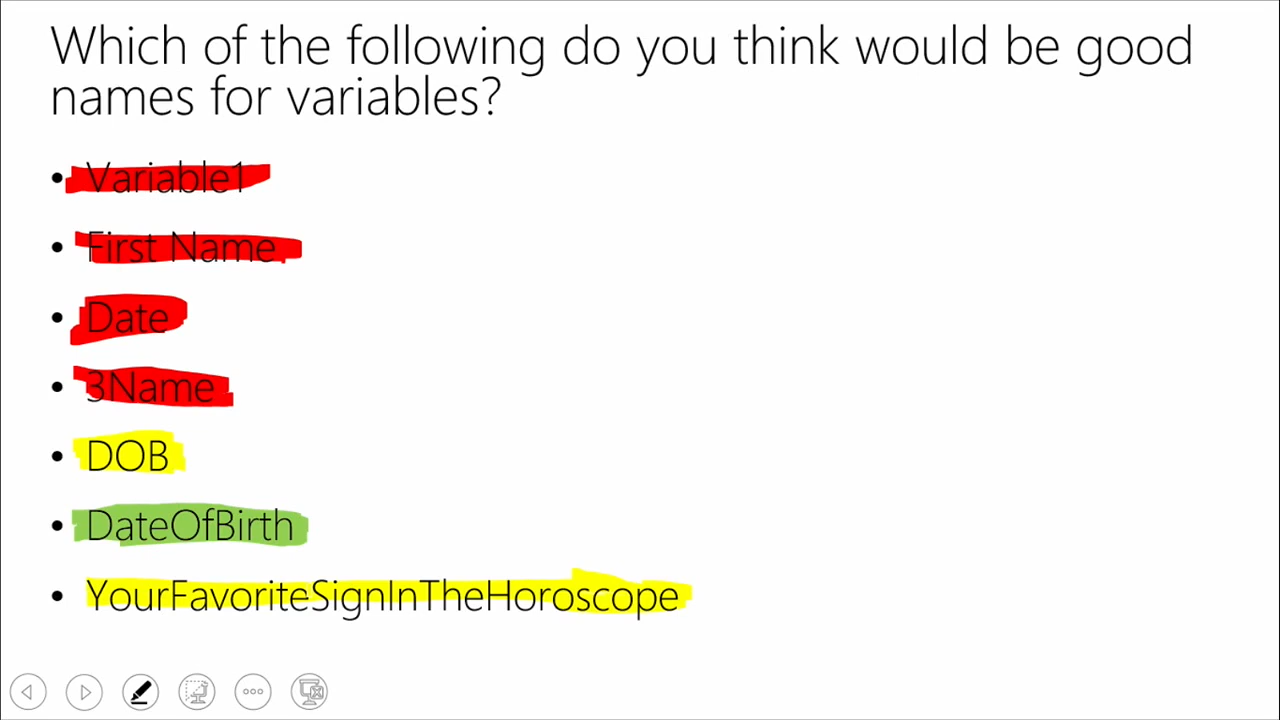 Which of the following do you think would be good
names for variables?
• Variable1
• First Name
• Date
• 3Name
• DOB
• DateOfBirth
• YourFavoriteSignInTheHoroscope